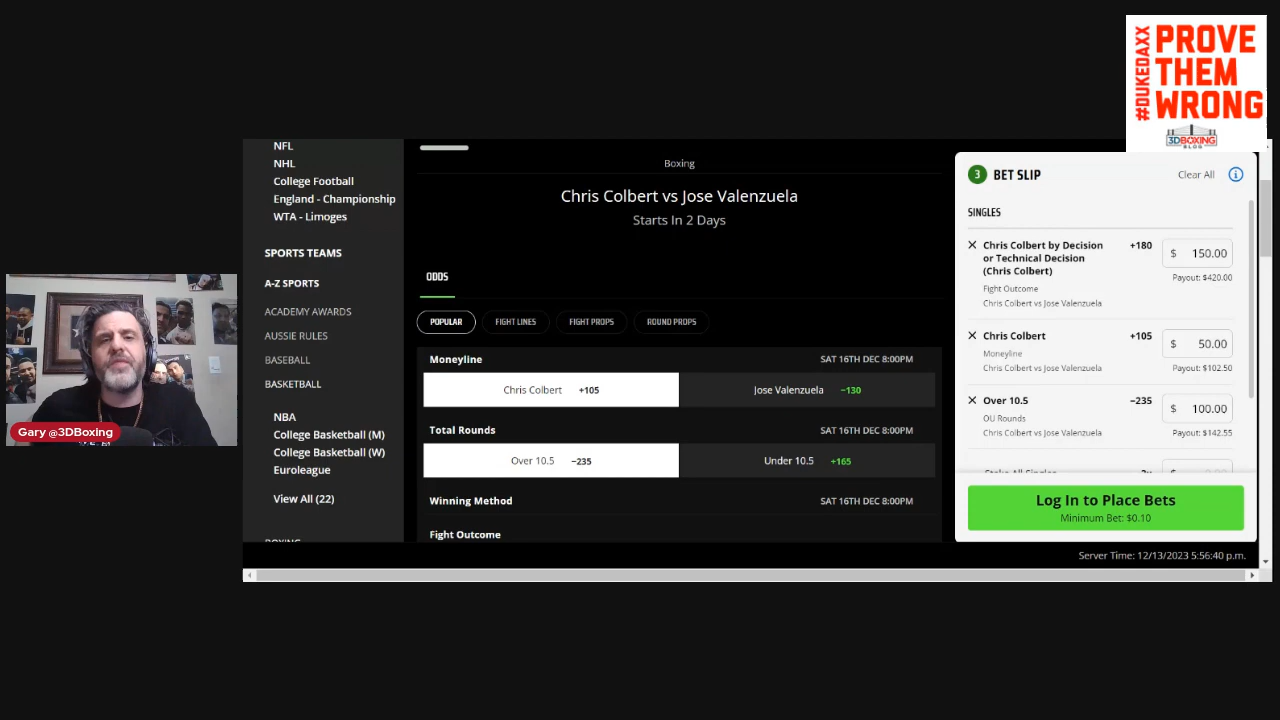 #DUKEDAXX
PROVE
THEM
WRONG
3DBOXING
BLOG
NFL
NHL
College Football
England - Championship
WTA - Limoges
SPORTS TEAMS
A-Z SPORTS
ACADEMY AWARDS
AUSSIE RULES
BASEBALL
BASKETBALL
NBA
College Basketball (M)
College Basketball (W)
Euroleague
View All (22)
BOXING
Boxing
Chris Colbert vs Jose Valenzuela
Starts In 2 Days
ODDS
POPULAR FIGHT LINES FIGHT PROPS ROUND PROPS
Moneyline SAT 16TH DEC 8:00PM
Chris Colbert +105 Jose Valenzuela −130
Total Rounds SAT 16TH DEC 8:00PM
Over 10.5 −235 Under 10.5 +165
Winning Method SAT 16TH DEC 8:00PM
Fight Outcome
3 BET SLIP Clear All
SINGLES
Chris Colbert by Decision +180 $ 150.00
or Technical Decision
(Chris Colbert) Payout: $420.00
Fight Outcome
Chris Colbert vs Jose Valenzuela
Chris Colbert +105 $ 50.00
Moneyline
Chris Colbert vs Jose Valenzuela Payout: $102.50
Over 10.5 −235 $ 100.00
OU Rounds
Chris Colbert vs Jose Valenzuela Payout: $142.55
Stake All Singles
Log In to Place Bets
Minimum Bet: $0.10
Server Time: 12/13/2023 5:56:40 p.m.
Gary @3DBoxing